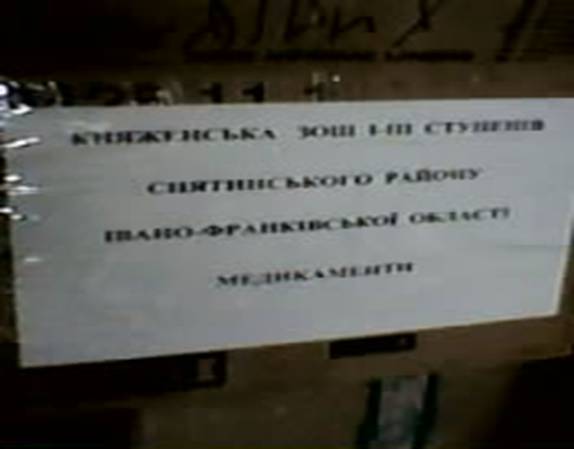 КНЯЖЕНСЬКА ЗОШ І-ІІІ СТУПЕНІВ
СНЯТИНСЬКОГО РАЙОНУ
ІВАНО-ФРАНКІВСЬКОЇ ОБЛАСТІ
МЕДИКАМЕНТИ